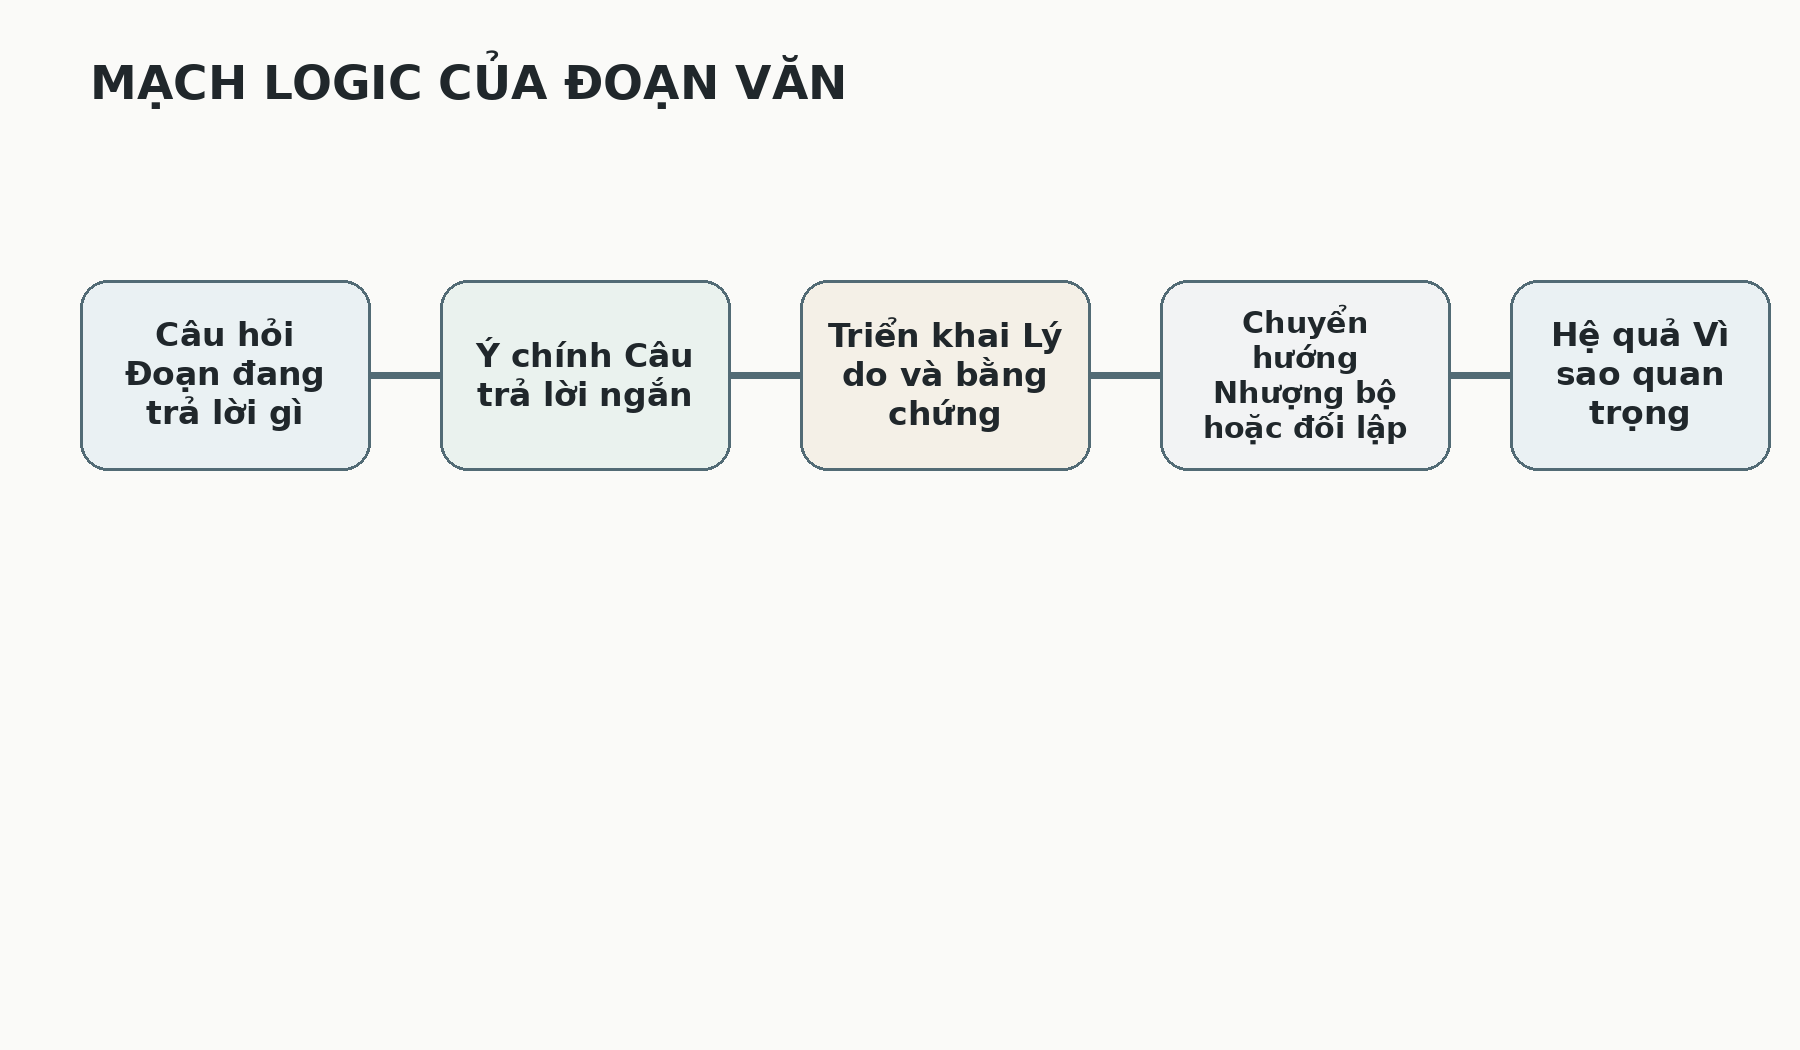 MẠCH LOGIC CỦA ĐOẠN VĂN
Câu hỏi
Đoạn đang
trả lời gì
Ý chính Câu
trả lời ngắn
Triển khai Lý
do và bằng
chứng
Chuyển
hướng
Nhượng bộ
hoặc đối lập
Hệ quả Vì
sao quan
trọng